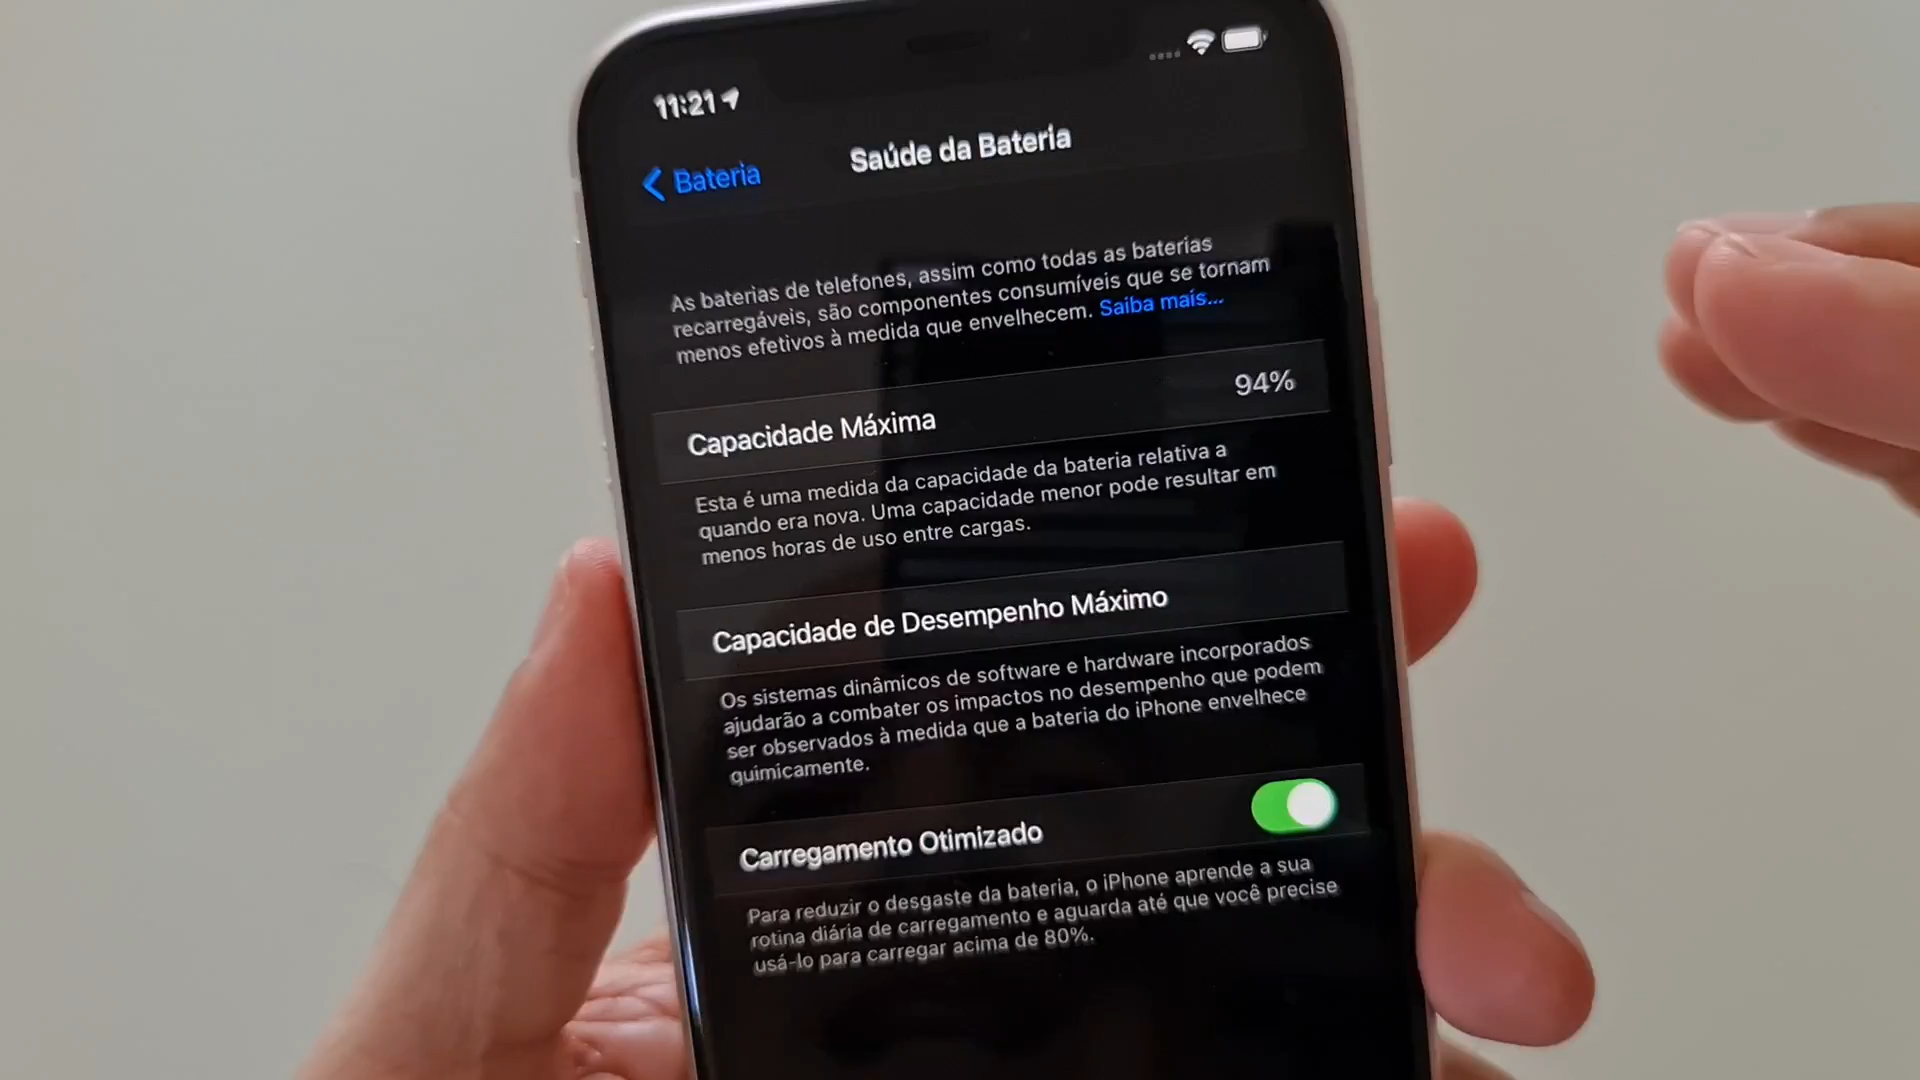 11:21
Bateria
Saúde da Bateria
As baterias de telefones, assim como todas as baterias
recarregáveis, são componentes consumíveis que se tornam
menos efetivos à medida que envelhecem. Saiba mais...
Capacidade Máxima 94%
Esta é uma medida da capacidade da bateria relativa a
quando era nova. Uma capacidade menor pode resultar em
menos horas de uso entre cargas.
Capacidade de Desempenho Máximo
Os sistemas dinâmicos de software e hardware incorporados
ajudarão a combater os impactos no desempenho que podem
ser observados à medida que a bateria do iPhone envelhece
quimicamente.
Carregamento Otimizado
Para reduzir o desgaste da bateria, o iPhone aprende a sua
rotina diária de carregamento e aguarda até que você precise
usá-lo para carregar acima de 80%.